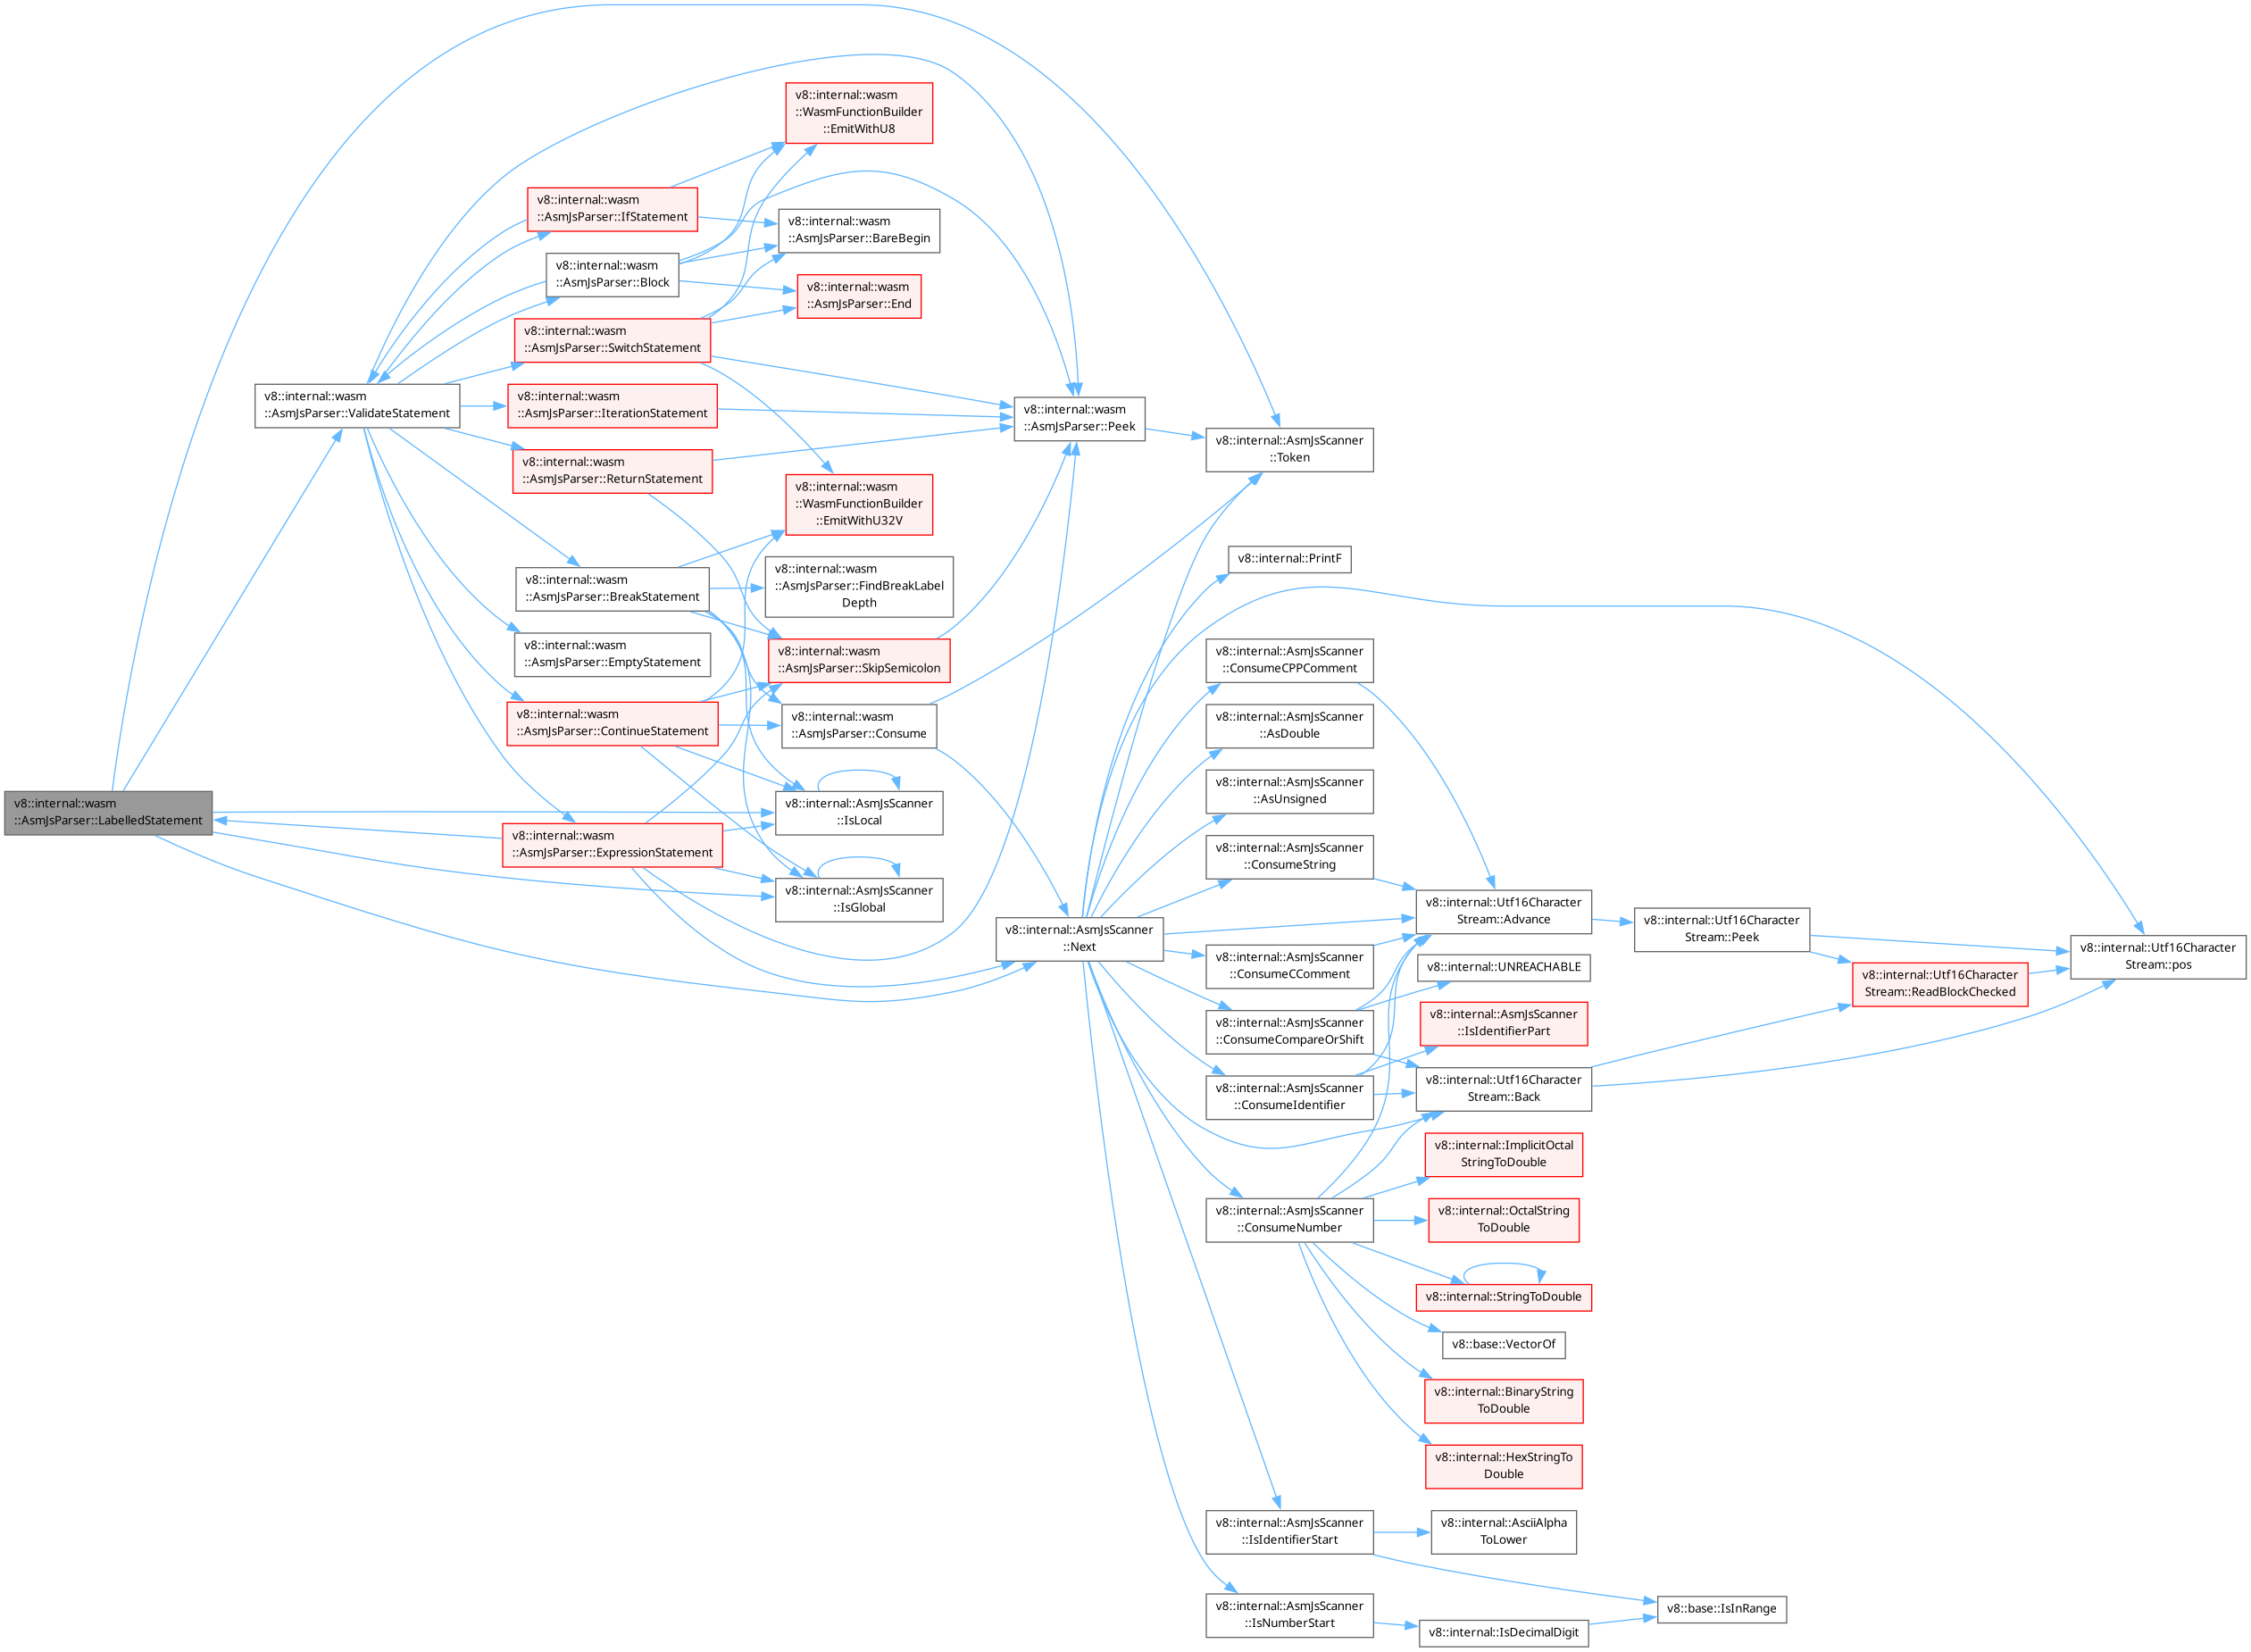 v8::internal::wasm
::WasmFunctionBuilder
::EmitWithU8
v8::internal::wasm
::AsmJsParser::IfStatement
v8::internal::wasm
::AsmJsParser::BareBegin
v8::internal::wasm
::AsmJsParser::Block
v8::internal::wasm
::AsmJsParser::End
v8::internal::wasm
::AsmJsParser::SwitchStatement
v8::internal::wasm
::AsmJsParser::ValidateStatement
v8::internal::wasm
::AsmJsParser::IterationStatement
v8::internal::wasm
::AsmJsParser::Peek
v8::internal::AsmJsScanner
::Token
v8::internal::wasm
::AsmJsParser::ReturnStatement
v8::internal::wasm
::WasmFunctionBuilder
::EmitWithU32V
v8::internal::PrintF
v8::internal::wasm
::AsmJsParser::BreakStatement
v8::internal::wasm
::AsmJsParser::FindBreakLabel
Depth
v8::internal::wasm
::AsmJsParser::EmptyStatement
v8::internal::wasm
::AsmJsParser::SkipSemicolon
v8::internal::AsmJsScanner
::ConsumeCPPComment
v8::internal::wasm
::AsmJsParser::ContinueStatement
v8::internal::wasm
::AsmJsParser::Consume
v8::internal::AsmJsScanner
::AsDouble
v8::internal::wasm
::AsmJsParser::LabelledStatement
v8::internal::AsmJsScanner
::IsLocal
v8::internal::AsmJsScanner
::AsUnsigned
v8::internal::wasm
::AsmJsParser::ExpressionStatement
v8::internal::AsmJsScanner
::ConsumeString
v8::internal::AsmJsScanner
::IsGlobal
v8::internal::Utf16Character
Stream::Advance
v8::internal::Utf16Character
Stream::Peek
v8::internal::AsmJsScanner
::Next
v8::internal::AsmJsScanner
::ConsumeCComment
v8::internal::UNREACHABLE
v8::internal::Utf16Character
Stream::pos
v8::internal::Utf16Character
Stream::ReadBlockChecked
v8::internal::AsmJsScanner
::ConsumeCompareOrShift
v8::internal::AsmJsScanner
::IsIdentifierPart
v8::internal::AsmJsScanner
::ConsumeIdentifier
v8::internal::Utf16Character
Stream::Back
v8::internal::ImplicitOctal
StringToDouble
v8::internal::AsmJsScanner
::ConsumeNumber
v8::internal::OctalString
ToDouble
v8::internal::StringToDouble
v8::base::VectorOf
v8::internal::BinaryString
ToDouble
v8::internal::HexStringTo
Double
v8::internal::AsmJsScanner
::IsIdentifierStart
v8::internal::AsciiAlpha
ToLower
v8::internal::AsmJsScanner
::IsNumberStart
v8::internal::IsDecimalDigit
v8::base::IsInRange